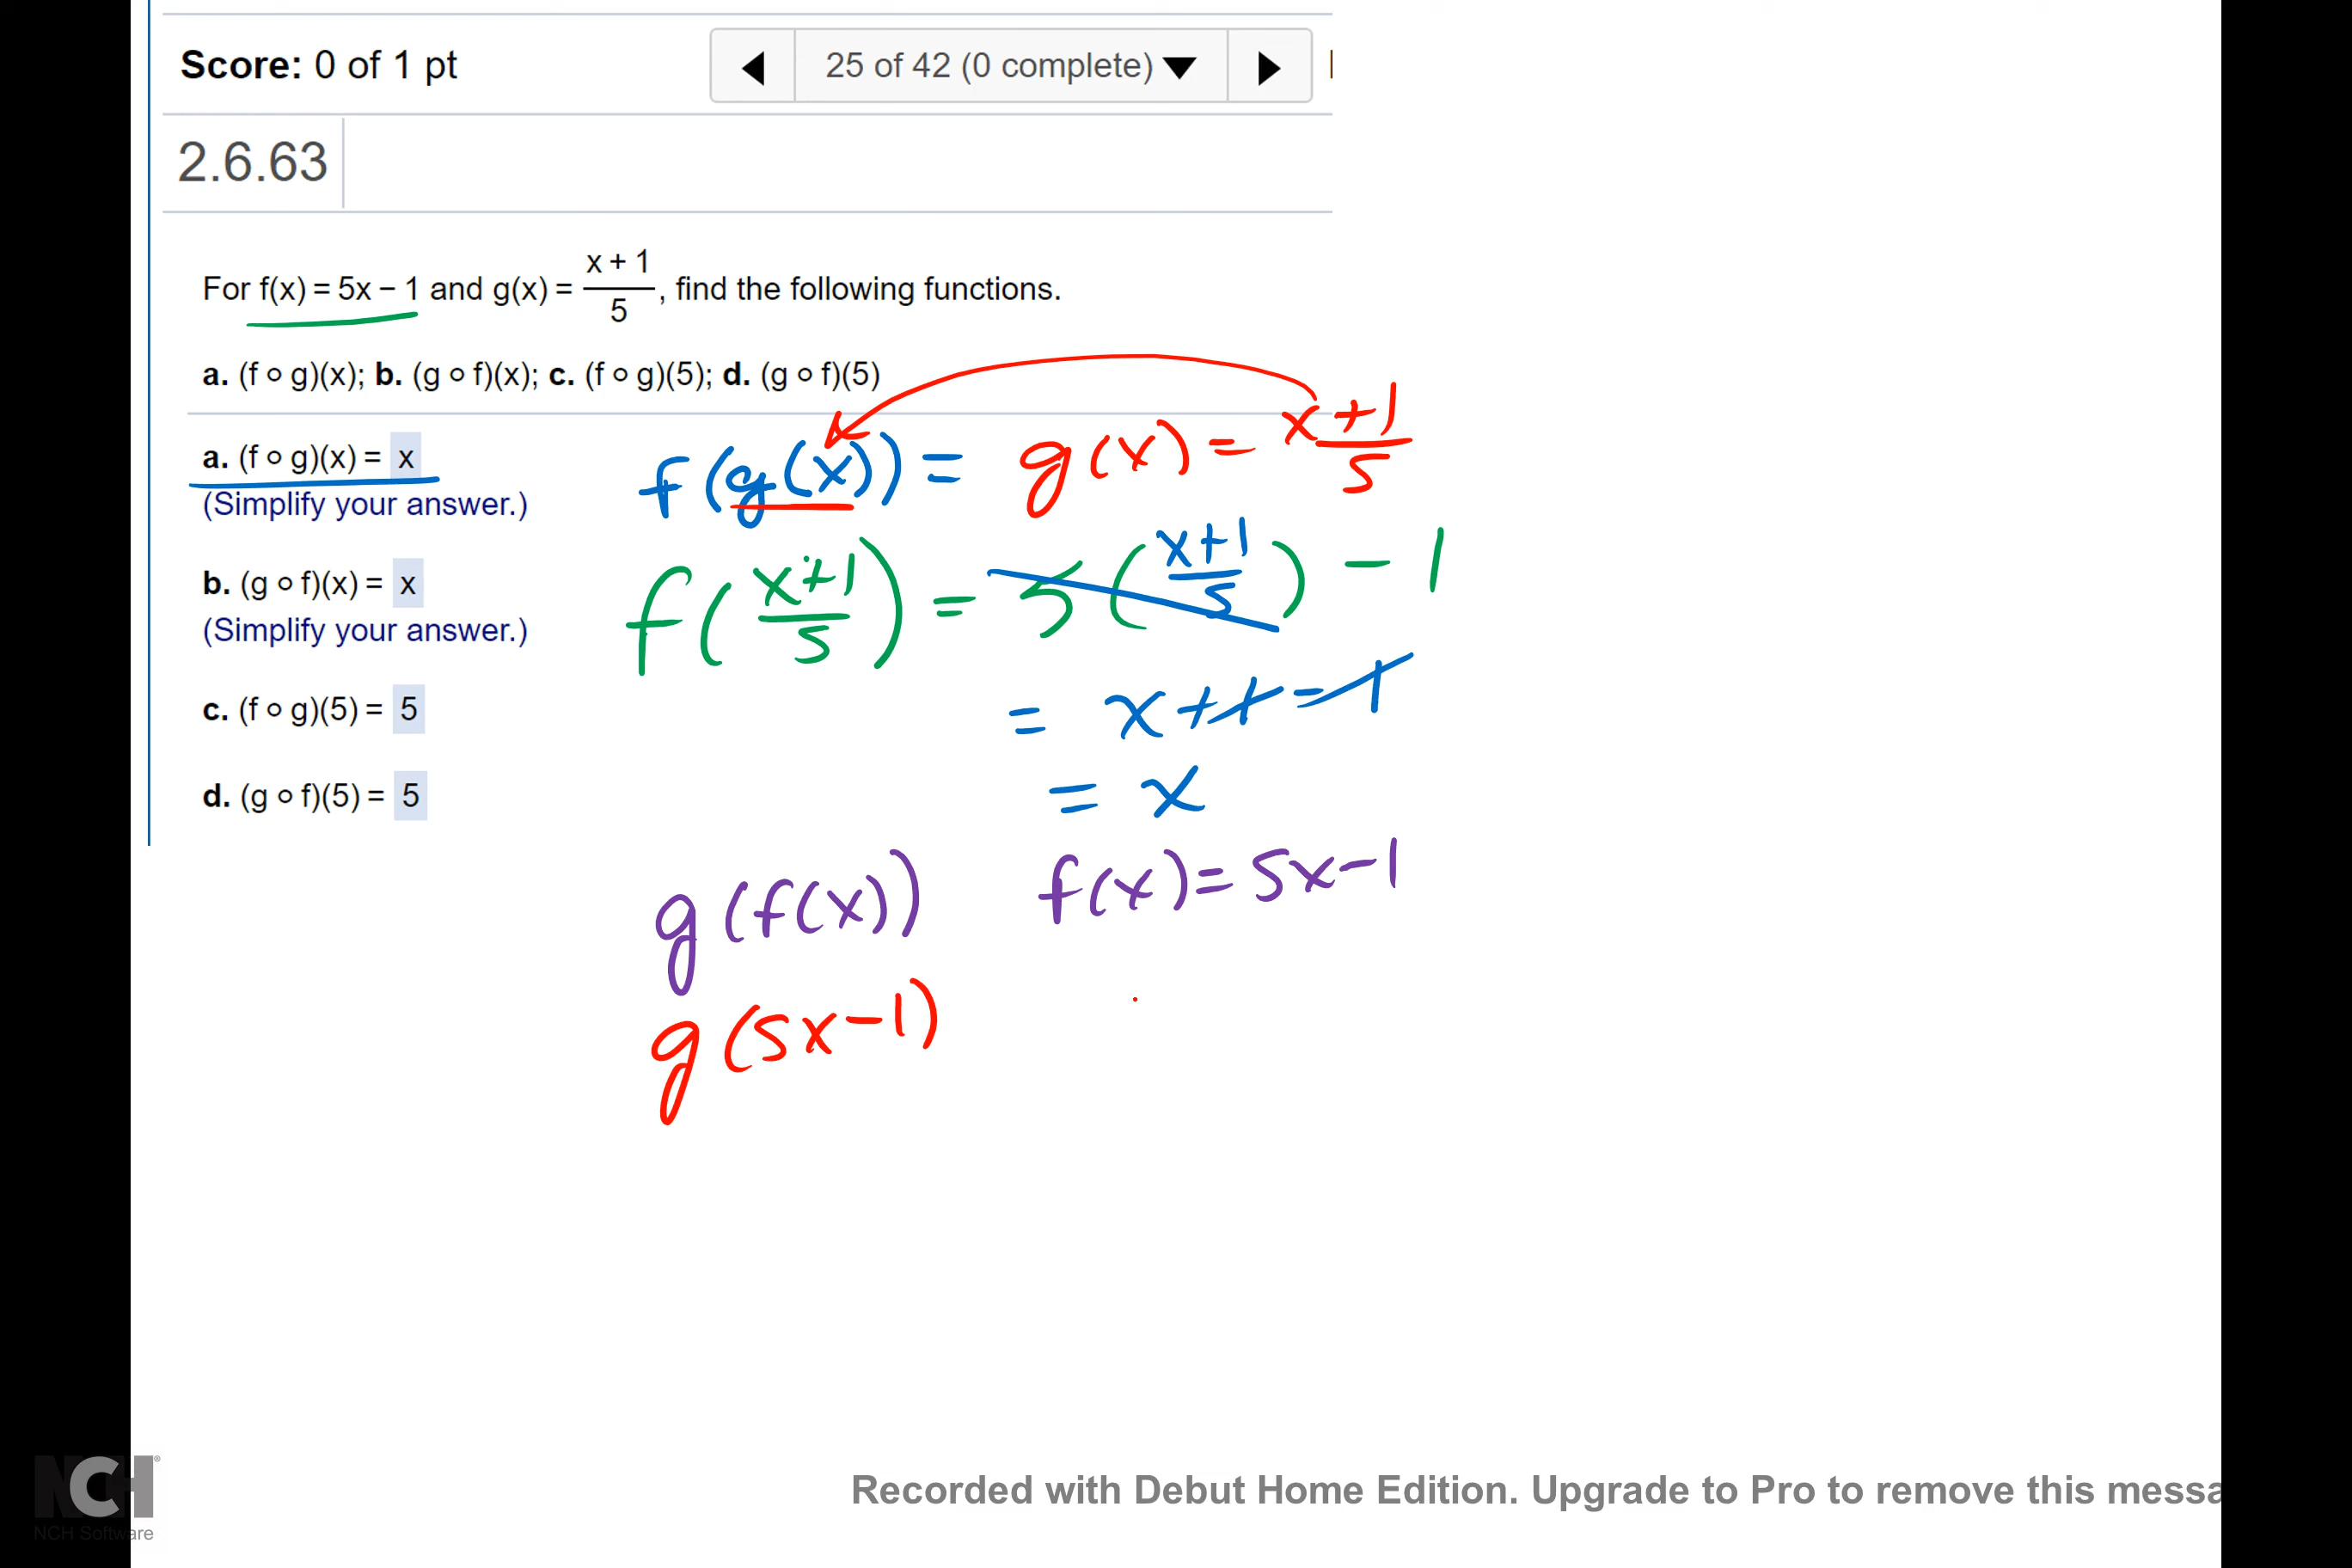 Score: 0 of 1 pt
25 of 42 (0 complete)
2.6.63
For f(x) = 5x − 1 and g(x) = (x + 1)/5, find the following functions.
a. (f ∘ g)(x); b. (g ∘ f)(x); c. (f ∘ g)(5); d. (g ∘ f)(5)
a. (f ∘ g)(x) = x
(Simplify your answer.)
b. (g ∘ f)(x) = x
(Simplify your answer.)
c. (f ∘ g)(5) = 5
d. (g ∘ f)(5) = 5
f(g(x)) = g(x) = (x+1)/5
f((x+1)/5) = 5((x+1)/5) − 1
= x + 1 − 1
= x
g(f(x)) f(x) = 5x − 1
g(5x − 1)
NCH®
NCH Software
Recorded with Debut Home Edition. Upgrade to Pro to remove this messa